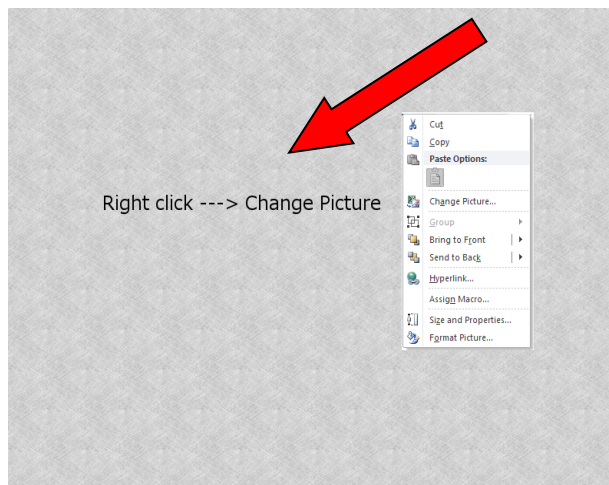 Right click ---> Change Picture
Cut
Copy
Paste Options:
Change Picture...
Group
Bring to Front
Send to Back
Hyperlink...
Assign Macro...
Size and Properties...
Format Picture...